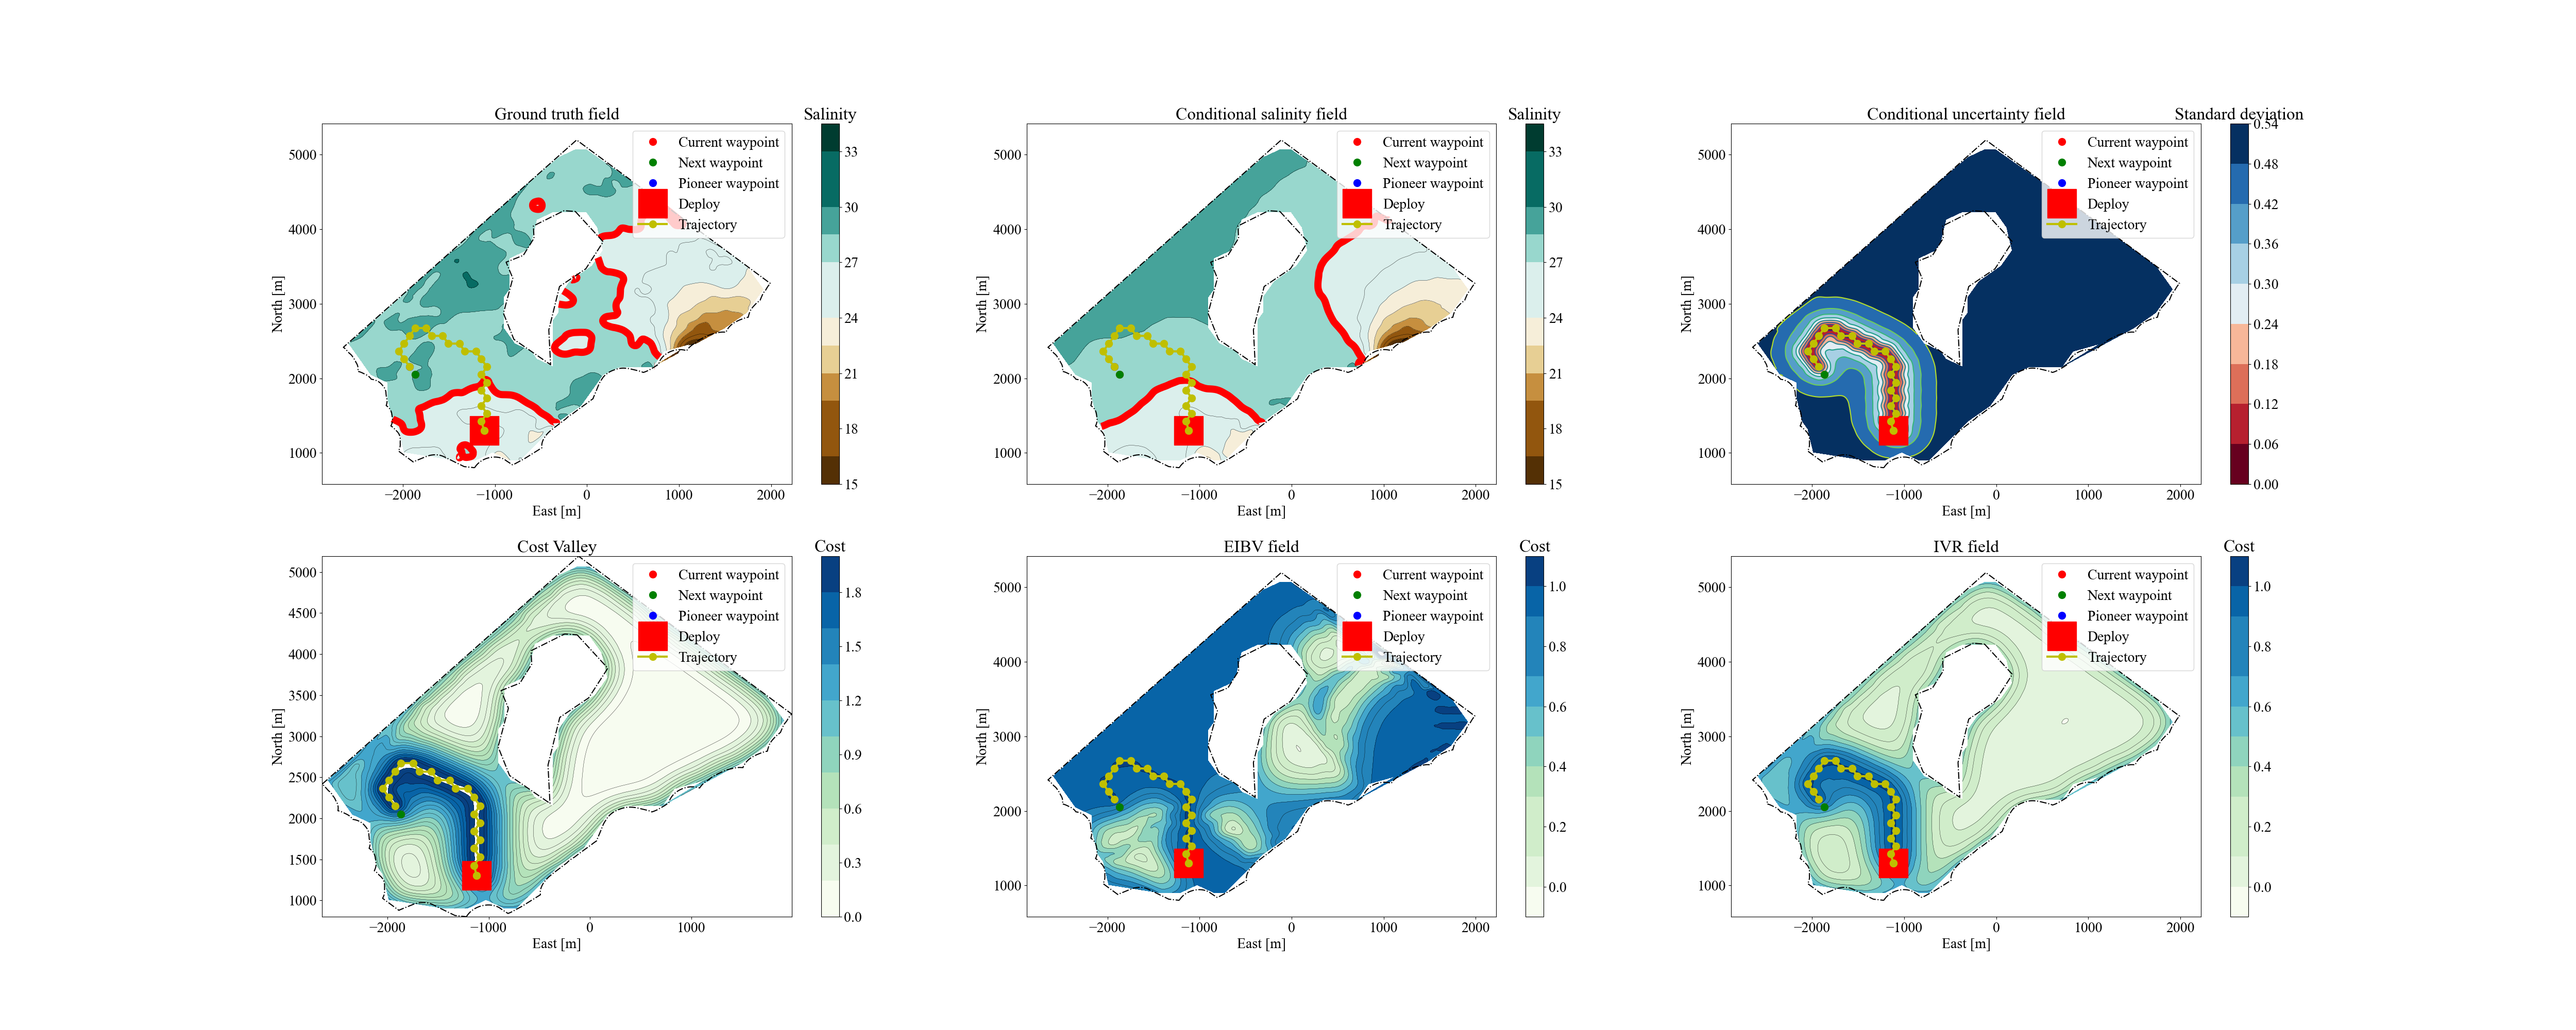 Ground truth field
Salinity
Current waypoint
Next waypoint
Pioneer waypoint
Deploy
Trajectory
5000
4000
3000
2000
1000
North [m]
−2000
−1000
0
1000
2000
East [m]
33
30
27
24
21
18
15
Conditional salinity field
Salinity
Current waypoint
Next waypoint
Pioneer waypoint
Deploy
Trajectory
5000
4000
3000
2000
1000
North [m]
−2000
−1000
0
1000
2000
East [m]
33
30
27
24
21
18
15
Conditional uncertainty field
Standard deviation
Current waypoint
Next waypoint
Pioneer waypoint
Deploy
Trajectory
5000
4000
3000
2000
1000
North [m]
−2000
−1000
0
1000
2000
East [m]
0.54
0.48
0.42
0.36
0.30
0.24
0.18
0.12
0.06
0.00
Cost Valley
Cost
Current waypoint
Next waypoint
Pioneer waypoint
Deploy
Trajectory
5000
4500
4000
3500
3000
2500
2000
1500
1000
North [m]
−2000
−1000
0
1000
East [m]
1.8
1.5
1.2
0.9
0.6
0.3
0.0
EIBV field
Cost
Current waypoint
Next waypoint
Pioneer waypoint
Deploy
Trajectory
5000
4000
3000
2000
1000
North [m]
−2000
−1000
0
1000
2000
East [m]
1.0
0.8
0.6
0.4
0.2
0.0
IVR field
Cost
Current waypoint
Next waypoint
Pioneer waypoint
Deploy
Trajectory
5000
4000
3000
2000
1000
North [m]
−2000
−1000
0
1000
2000
East [m]
1.0
0.8
0.6
0.4
0.2
0.0